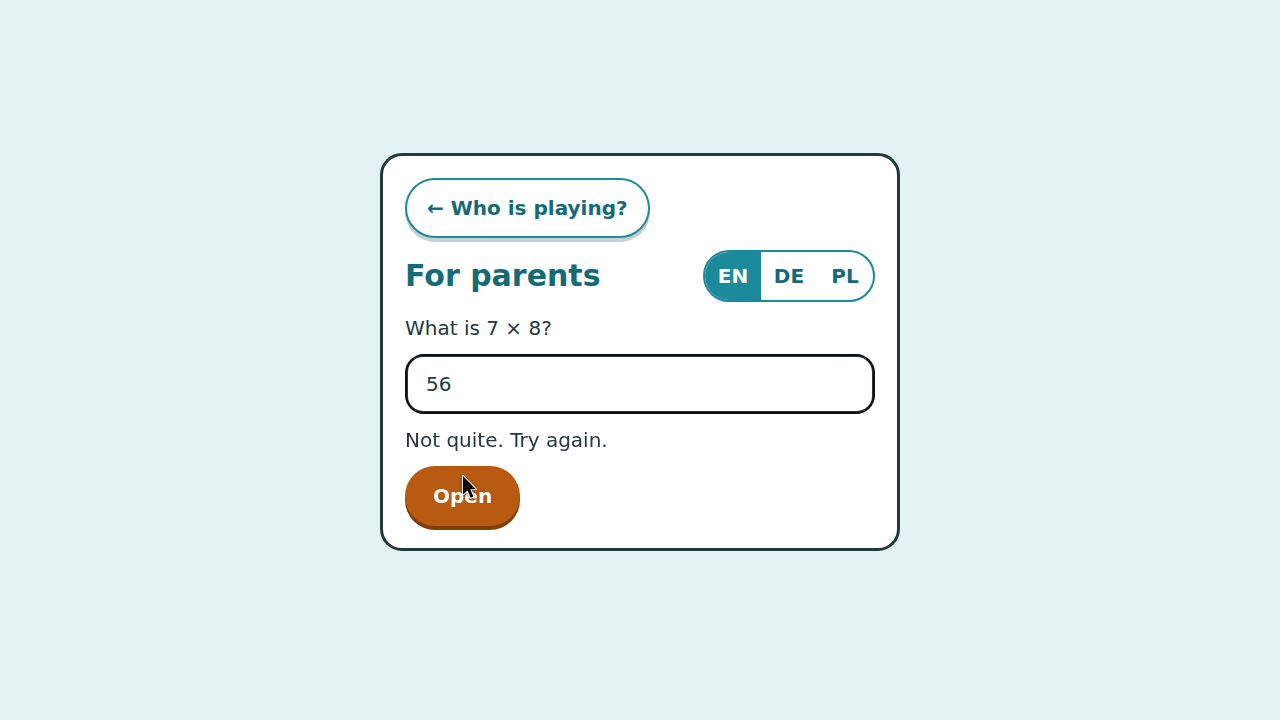 ← Who is playing?
For parents
EN DE PL
What is 7 × 8?
56
Not quite. Try again.
Open